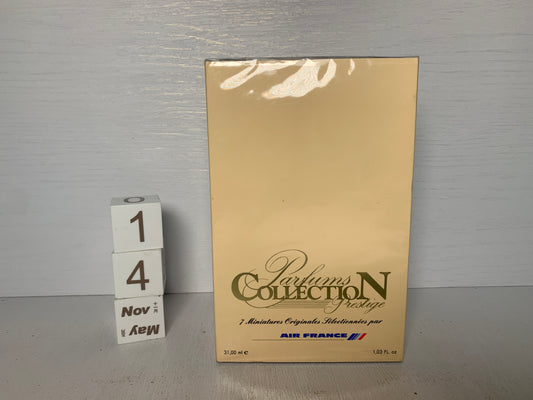 1
4
Nov
May
Parfums
COLLECTION
Prestige
7 Miniatures Originales Sélectionnées par
AIR FRANCE
31,00 ml e 1,03 FL. oz